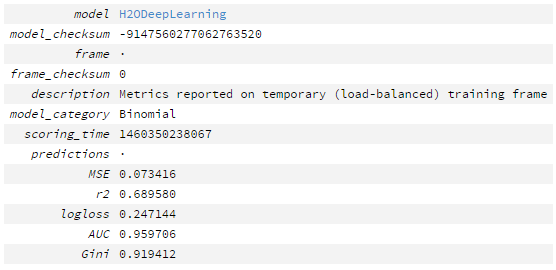 model H2ODeepLearning
model_checksum -9147560277062763520
frame ·
frame_checksum 0
description Metrics reported on temporary (load-balanced) training frame
model_category Binomial
scoring_time 1460350238067
predictions ·
MSE 0.073416
r2 0.689580
logloss 0.247144
AUC 0.959706
Gini 0.919412